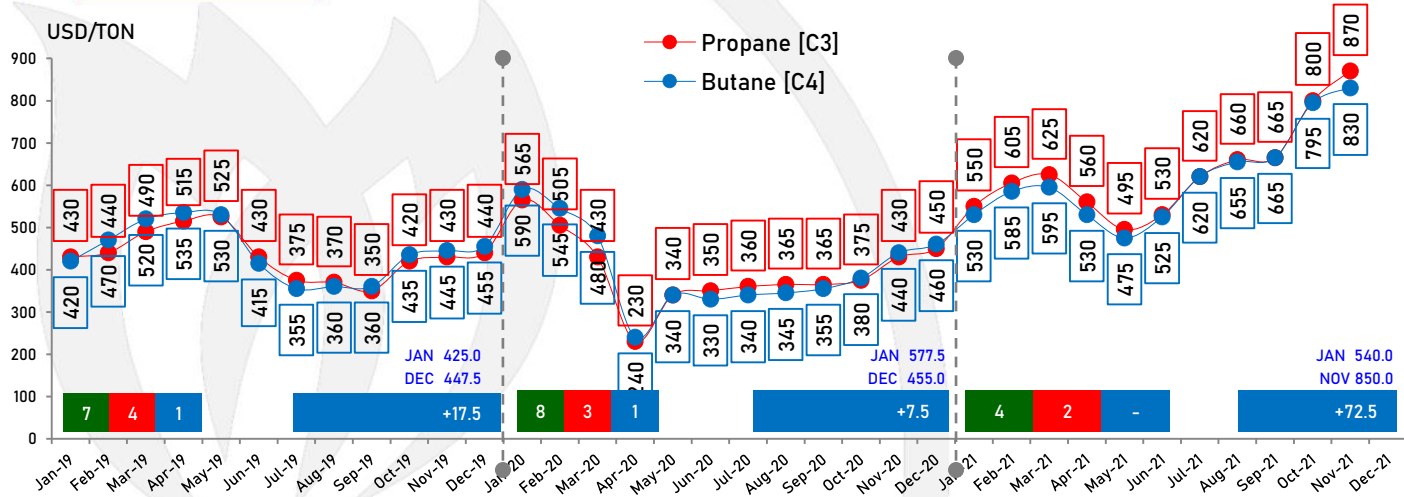 USD/TON
Propane [C3]
Butane [C4]
900
800
700
600
500
400
300
200
100
0
430 440 490 515 525 430 375 370 350 420 430 440 565 505 430 230 340 350 360 365 365 375 430 450 550 605 625 560 495 530 620 660 665 800 870
420 470 520 535 530 415 355 360 360 435 445 455 590 545 480 240 340 330 340 345 355 380 440 460 530 585 595 530 475 525 620 655 665 795 830
JAN 425.0
DEC 447.5
JAN 577.5
DEC 455.0
JAN 540.0
NOV 850.0
7 4 1 +17.5
8 3 1 +7.5
4 2 - +72.5
Jan-19 Feb-19 Mar-19 Apr-19 May-19 Jun-19 Jul-19 Aug-19 Sep-19 Oct-19 Nov-19 Dec-19 Jan-20 Feb-20 Mar-20 Apr-20 May-20 Jun-20 Jul-20 Aug-20 Sep-20 Oct-20 Nov-20 Dec-20 Jan-21 Feb-21 Mar-21 Apr-21 May-21 Jun-21 Jul-21 Aug-21 Sep-21 Oct-21 Nov-21 Dec-21